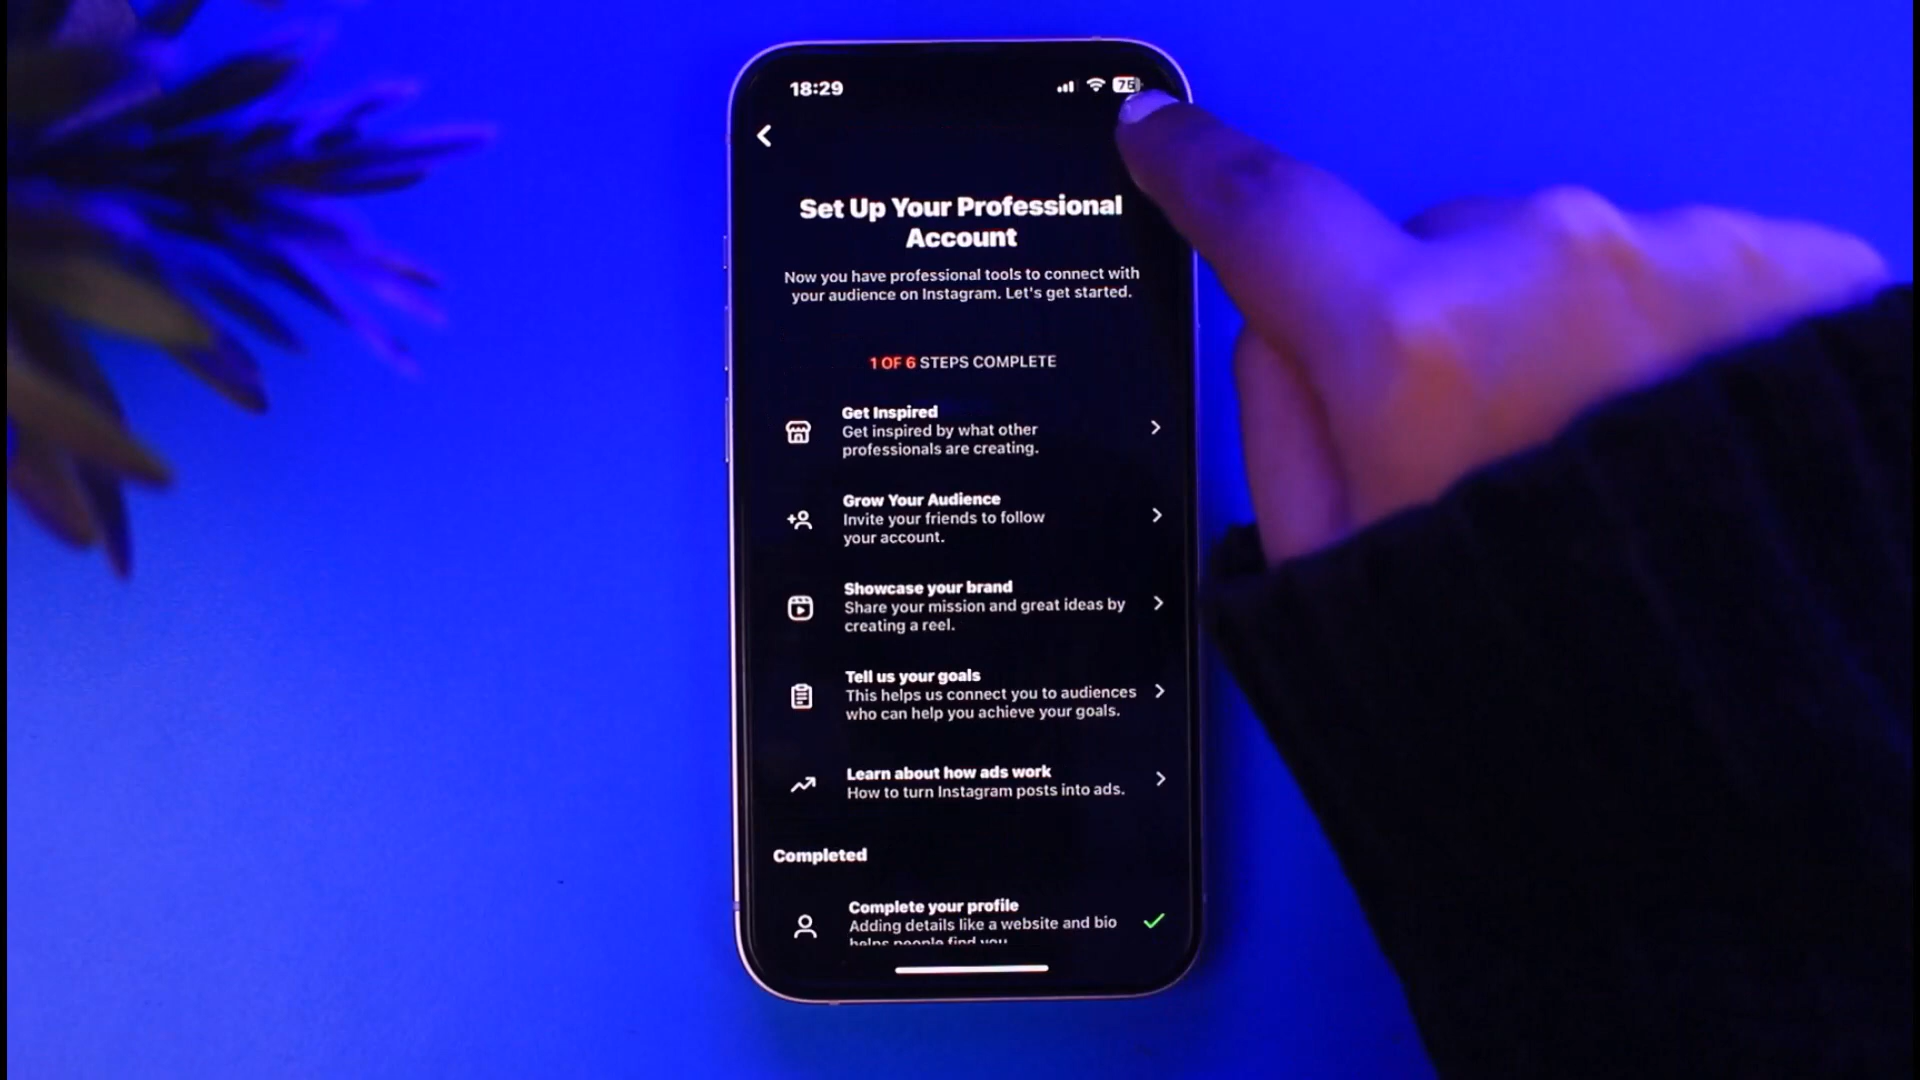 18:29
Set Up Your Professional
Account
Now you have professional tools to connect with
your audience on Instagram. Let's get started.
1 OF 6 STEPS COMPLETE
Get Inspired
Get inspired by what other
professionals are creating.
Grow Your Audience
Invite your friends to follow
your account.
Showcase your brand
Share your mission and great ideas by
creating a reel.
Tell us your goals
This helps us connect you to audiences
who can help you achieve your goals.
Learn about how ads work
How to turn Instagram posts into ads.
Completed
Complete your profile
Adding details like a website and bio
helps people find you